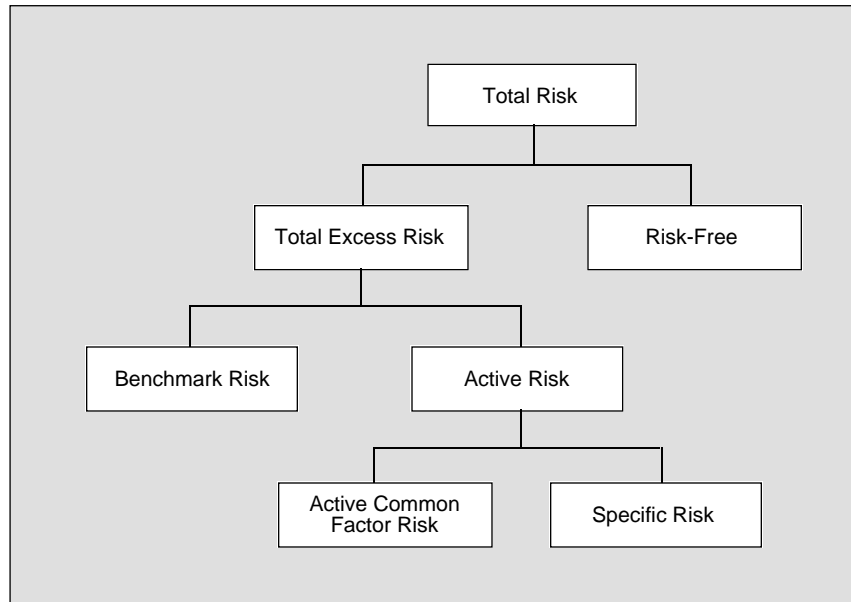 Total Risk
Total Excess Risk
Risk-Free
Benchmark Risk
Active Risk
Active Common
Factor Risk
Specific Risk